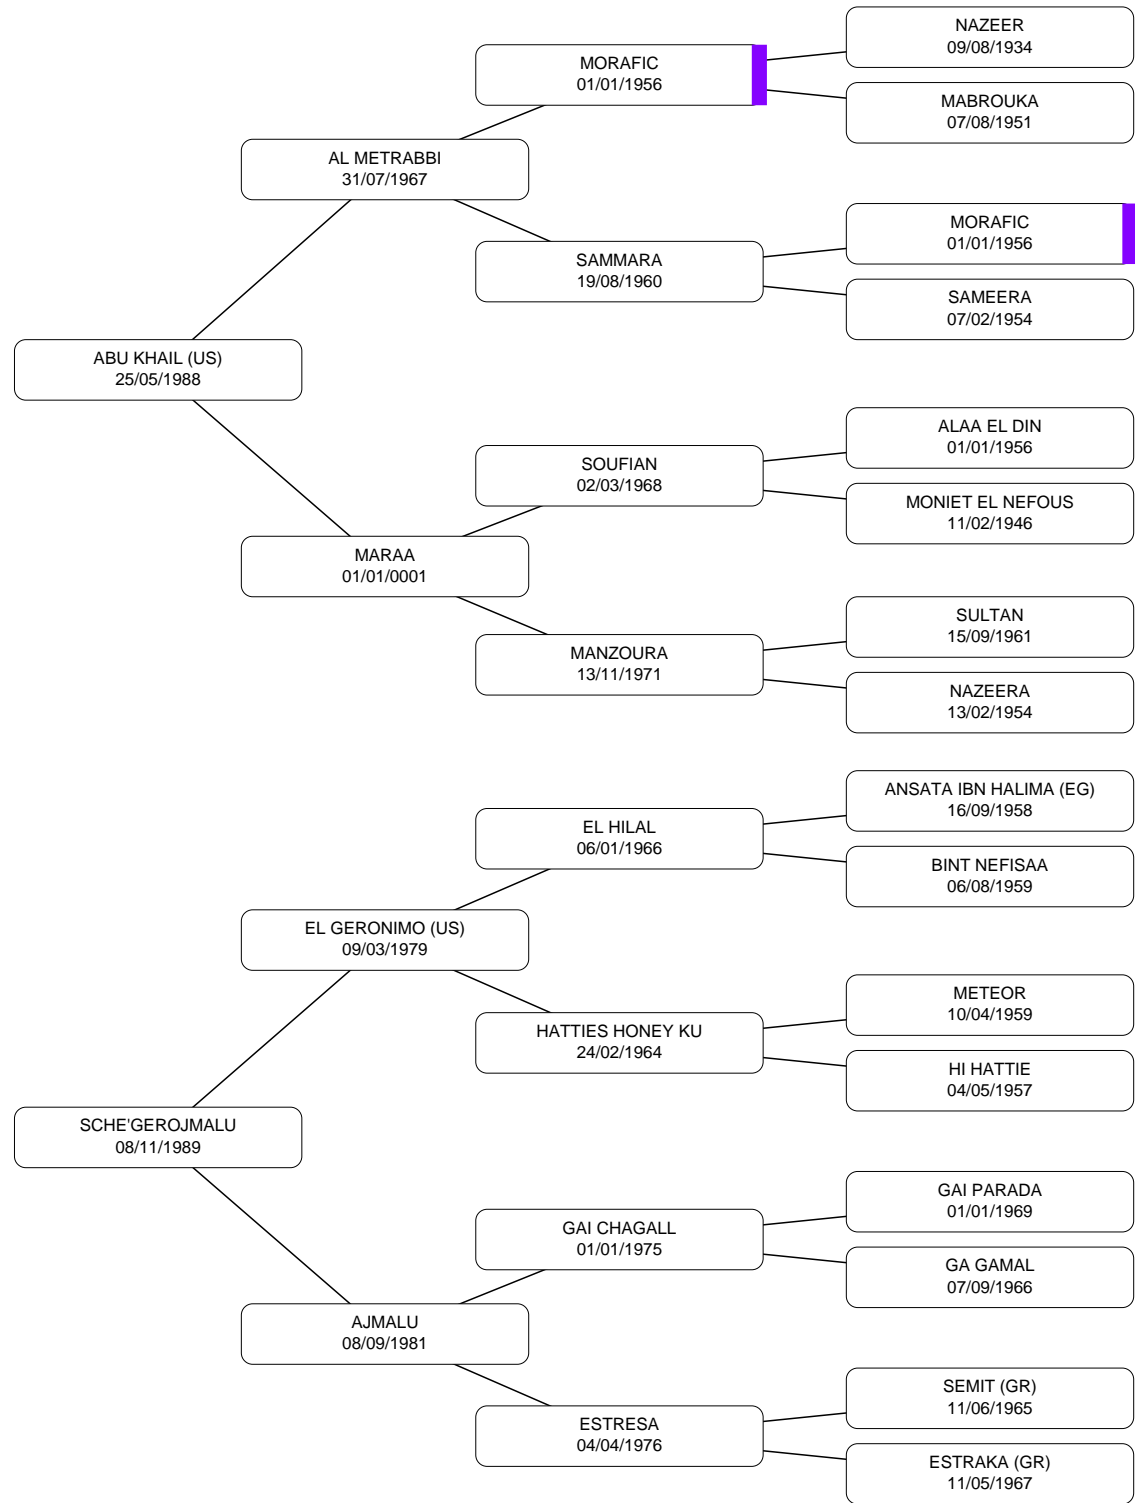 NAZEER
09/08/1934
MORAFIC
01/01/1956
MABROUKA
07/08/1951
AL METRABBI
31/07/1967
MORAFIC
01/01/1956
SAMMARA
19/08/1960
SAMEERA
07/02/1954
ABU KHAIL (US)
25/05/1988
ALAA EL DIN
01/01/1956
SOUFIAN
02/03/1968
MONIET EL NEFOUS
11/02/1946
MARAA
01/01/0001
SULTAN
15/09/1961
MANZOURA
13/11/1971
NAZEERA
13/02/1954
ANSATA IBN HALIMA (EG)
16/09/1958
EL HILAL
06/01/1966
BINT NEFISAA
06/08/1959
EL GERONIMO (US)
09/03/1979
METEOR
10/04/1959
HATTIES HONEY KU
24/02/1964
HI HATTIE
04/05/1957
SCHE'GEROJMALU
08/11/1989
GAI PARADA
01/01/1969
GAI CHAGALL
01/01/1975
GA GAMAL
07/09/1966
AJMALU
08/09/1981
SEMIT (GR)
11/06/1965
ESTRESA
04/04/1976
ESTRAKA (GR)
11/05/1967